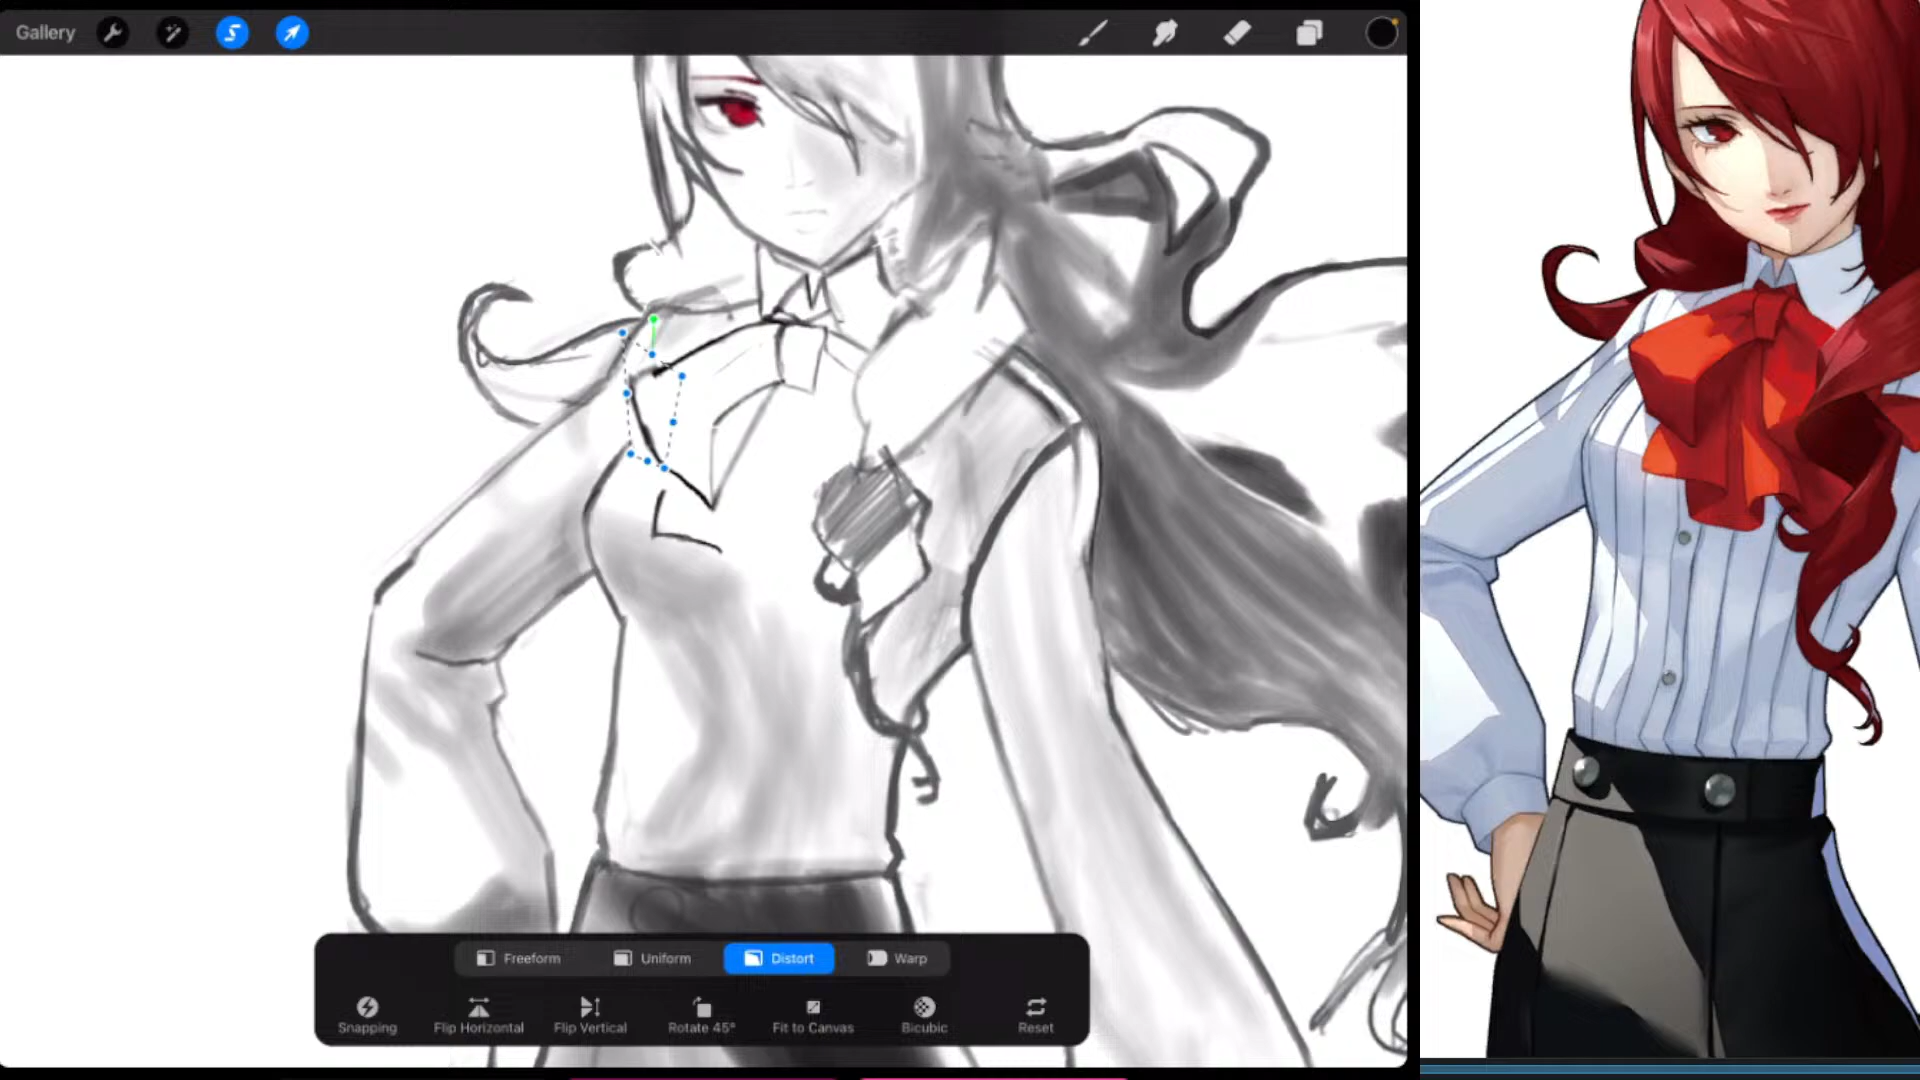 Gallery
Freeform Uniform Distort Warp
Snapping Flip Horizontal Flip Vertical Rotate 45° Fit to Canvas Bicubic Reset